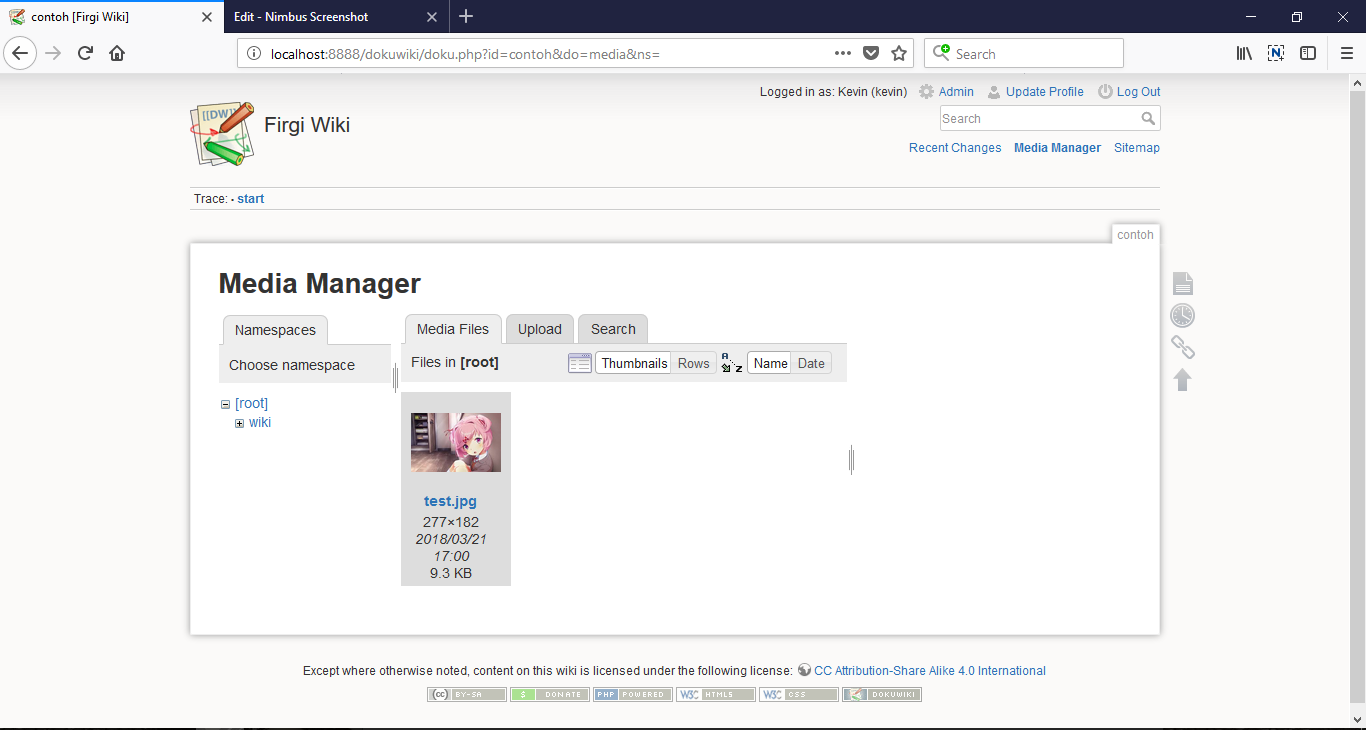 contoh [Firgi Wiki]
Edit - Nimbus Screenshot
localhost:8888/dokuwiki/doku.php?id=contoh&do=media&ns=
Search
Logged in as: Kevin (kevin) Admin Update Profile Log Out
[[DW
Firgi Wiki
Search
Recent Changes Media Manager Sitemap
Trace: • start
contoh
Media Manager
Namespaces
Media Files Upload Search
Choose namespace
Files in [root] Thumbnails Rows A Z Name Date
[root]
wiki
test.jpg
277×182
2018/03/21
17:00
9.3 KB
Except where otherwise noted, content on this wiki is licensed under the following license: CC Attribution-Share Alike 4.0 International
(cc) BY-SA $ DONATE PHP POWERED W3C HTML5 W3C CSS DOKUWIKI